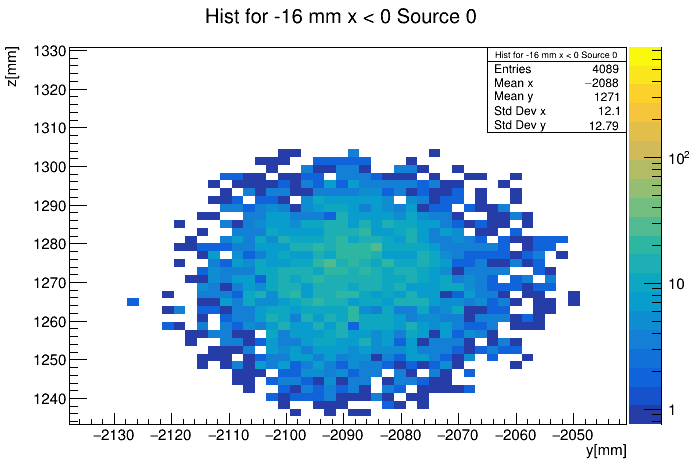 Hist for -16 mm x < 0 Source 0
z[mm]
1330
1320
1310
1300
1290
1280
1270
1260
1250
1240
Hist for -16 mm x < 0 Source 0
Entries 4089
Mean x −2088
Mean y 1271
Std Dev x 12.1
Std Dev y 12.79
10²
10
1
−2130 −2120 −2110 −2100 −2090 −2080 −2070 −2060 −2050
y[mm]